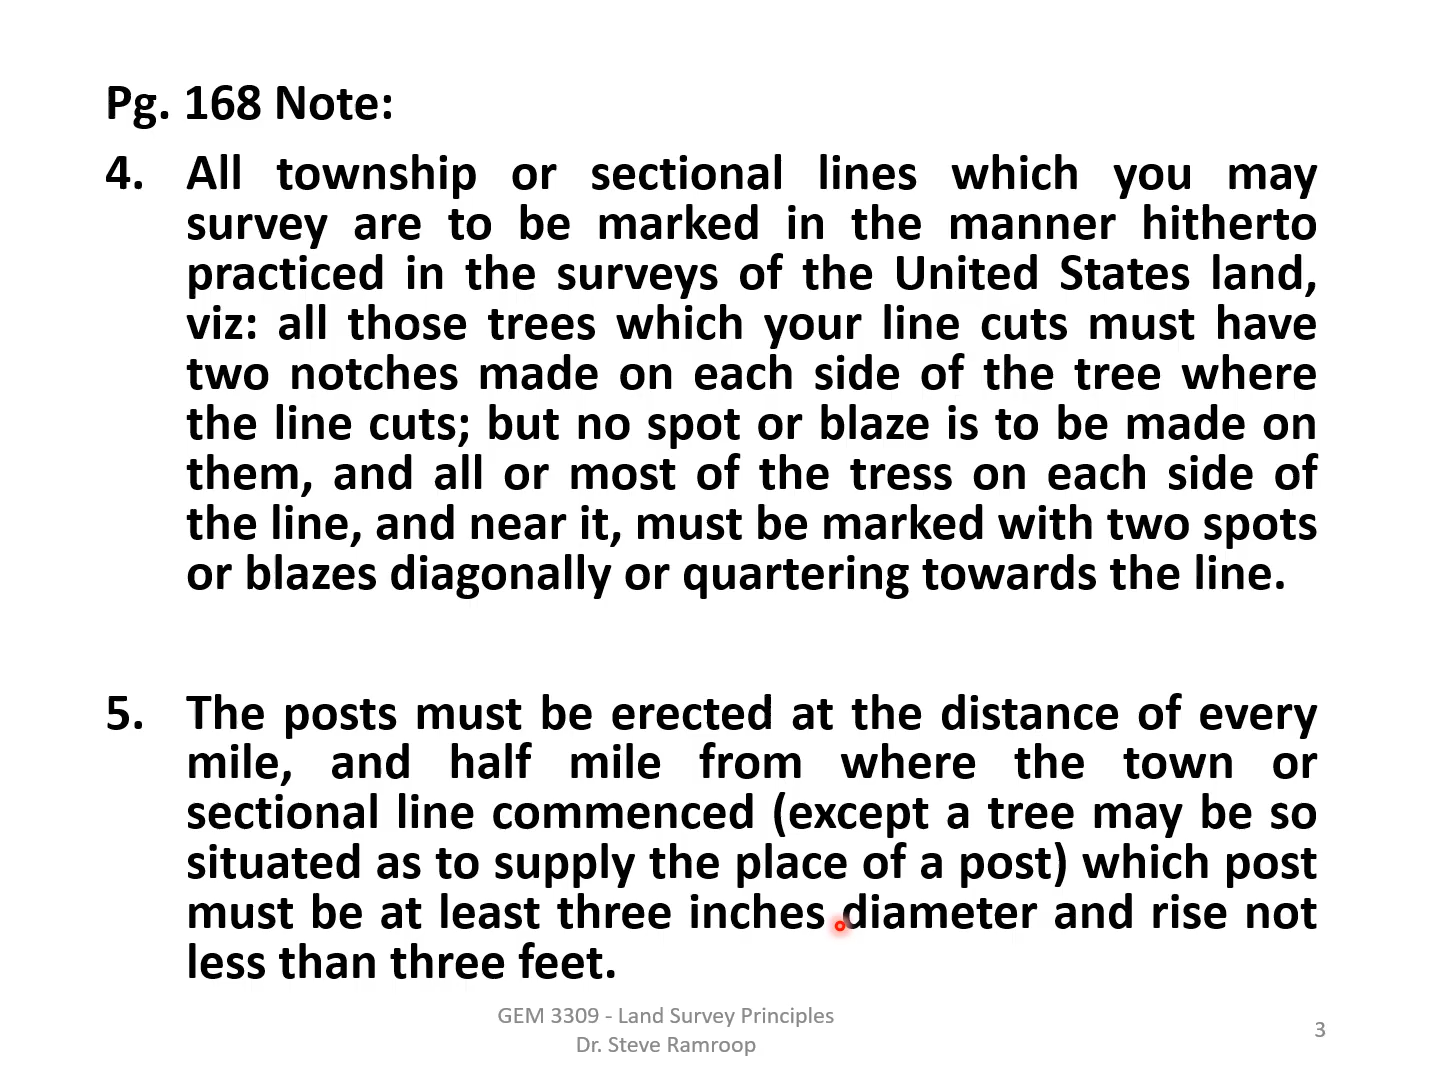 Pg. 168 Note:
4. All township or sectional lines which you may
survey are to be marked in the manner hitherto
practiced in the surveys of the United States land,
viz: all those trees which your line cuts must have
two notches made on each side of the tree where
the line cuts; but no spot or blaze is to be made on
them, and all or most of the tress on each side of
the line, and near it, must be marked with two spots
or blazes diagonally or quartering towards the line.
5. The posts must be erected at the distance of every
mile, and half mile from where the town or
sectional line commenced (except a tree may be so
situated as to supply the place of a post) which post
must be at least three inches diameter and rise not
less than three feet.
GEM 3309 - Land Survey Principles
Dr. Steve Ramroop
3